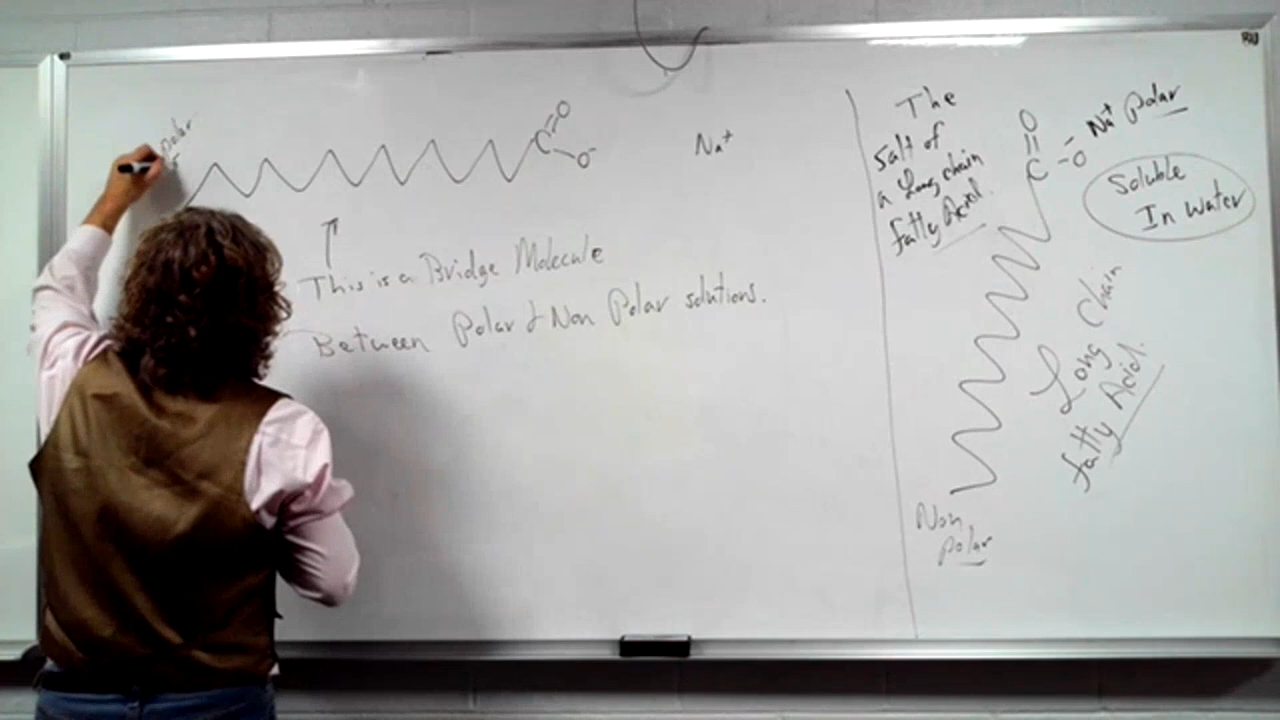 polar
C
O
O-
Na+
This is a Bridge Molecule
Between Polar & Non Polar solutions.
The
salt of
a Long chain
fatty Acid.
O
C
-O
Na+ Polar
Soluble
In water
Long Chain
fatty Acid.
Non
polar